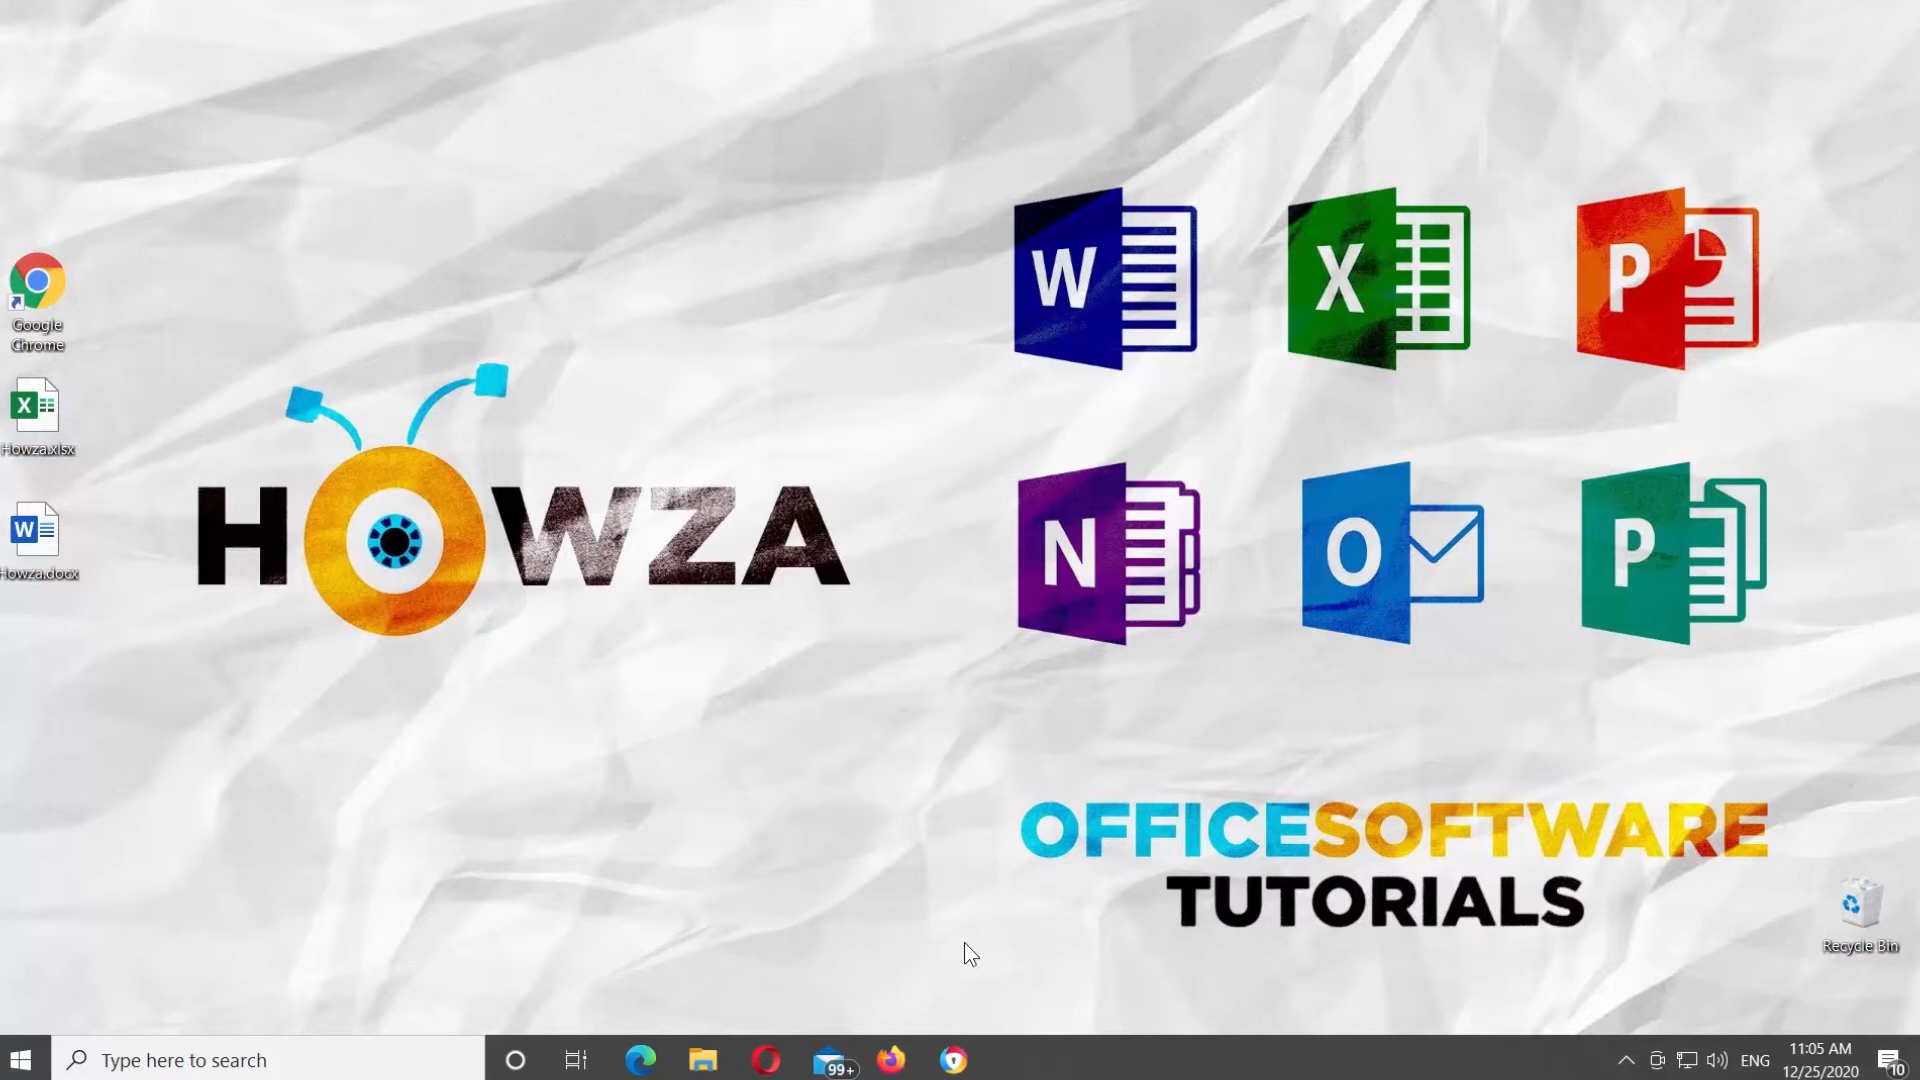 Google
Chrome
Howza.xlsx
Howza.docx
HOWZA
W
X
P
N
O
P
OFFICESOFTWARE
TUTORIALS
Recycle Bin
Type here to search
99+
ENG
11:05 AM
12/25/2020
10